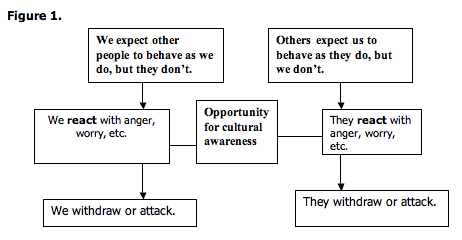 Figure 1.
We expect other
people to behave as we
do, but they don't.
Others expect us to
behave as they do, but
we don't.
We react with anger,
worry, etc.
Opportunity
for cultural
awareness
They react with
anger, worry,
etc.
We withdraw or attack.
They withdraw or attack.